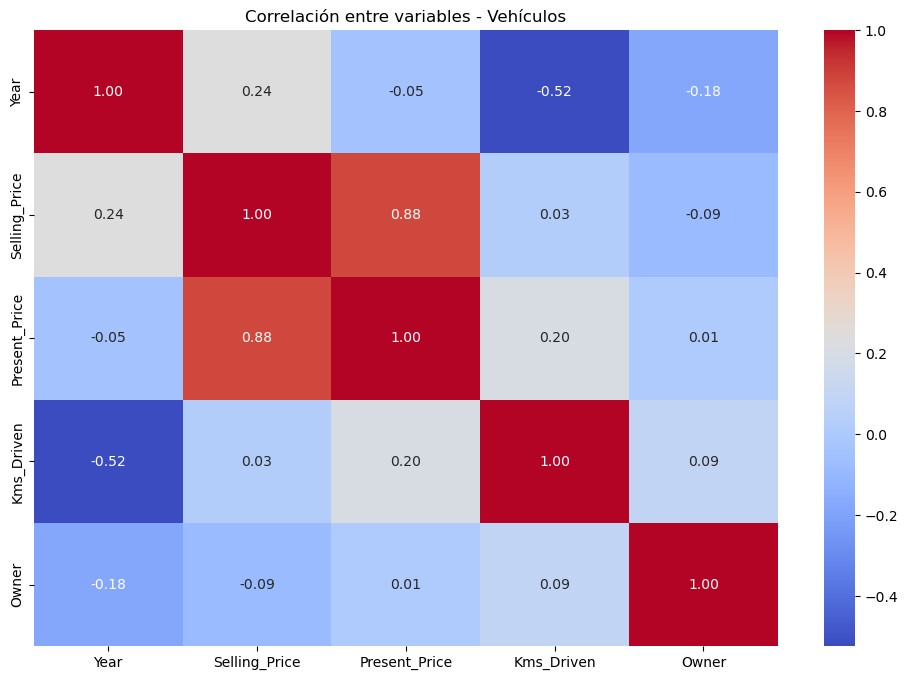 Correlación entre variables - Vehículos
Year 1.00 0.24 -0.05 -0.52 -0.18
Selling_Price 0.24 1.00 0.88 0.03 -0.09
Present_Price -0.05 0.88 1.00 0.20 0.01
Kms_Driven -0.52 0.03 0.20 1.00 0.09
Owner -0.18 -0.09 0.01 0.09 1.00
Year Selling_Price Present_Price Kms_Driven Owner
1.0
0.8
0.6
0.4
0.2
0.0
−0.2
−0.4